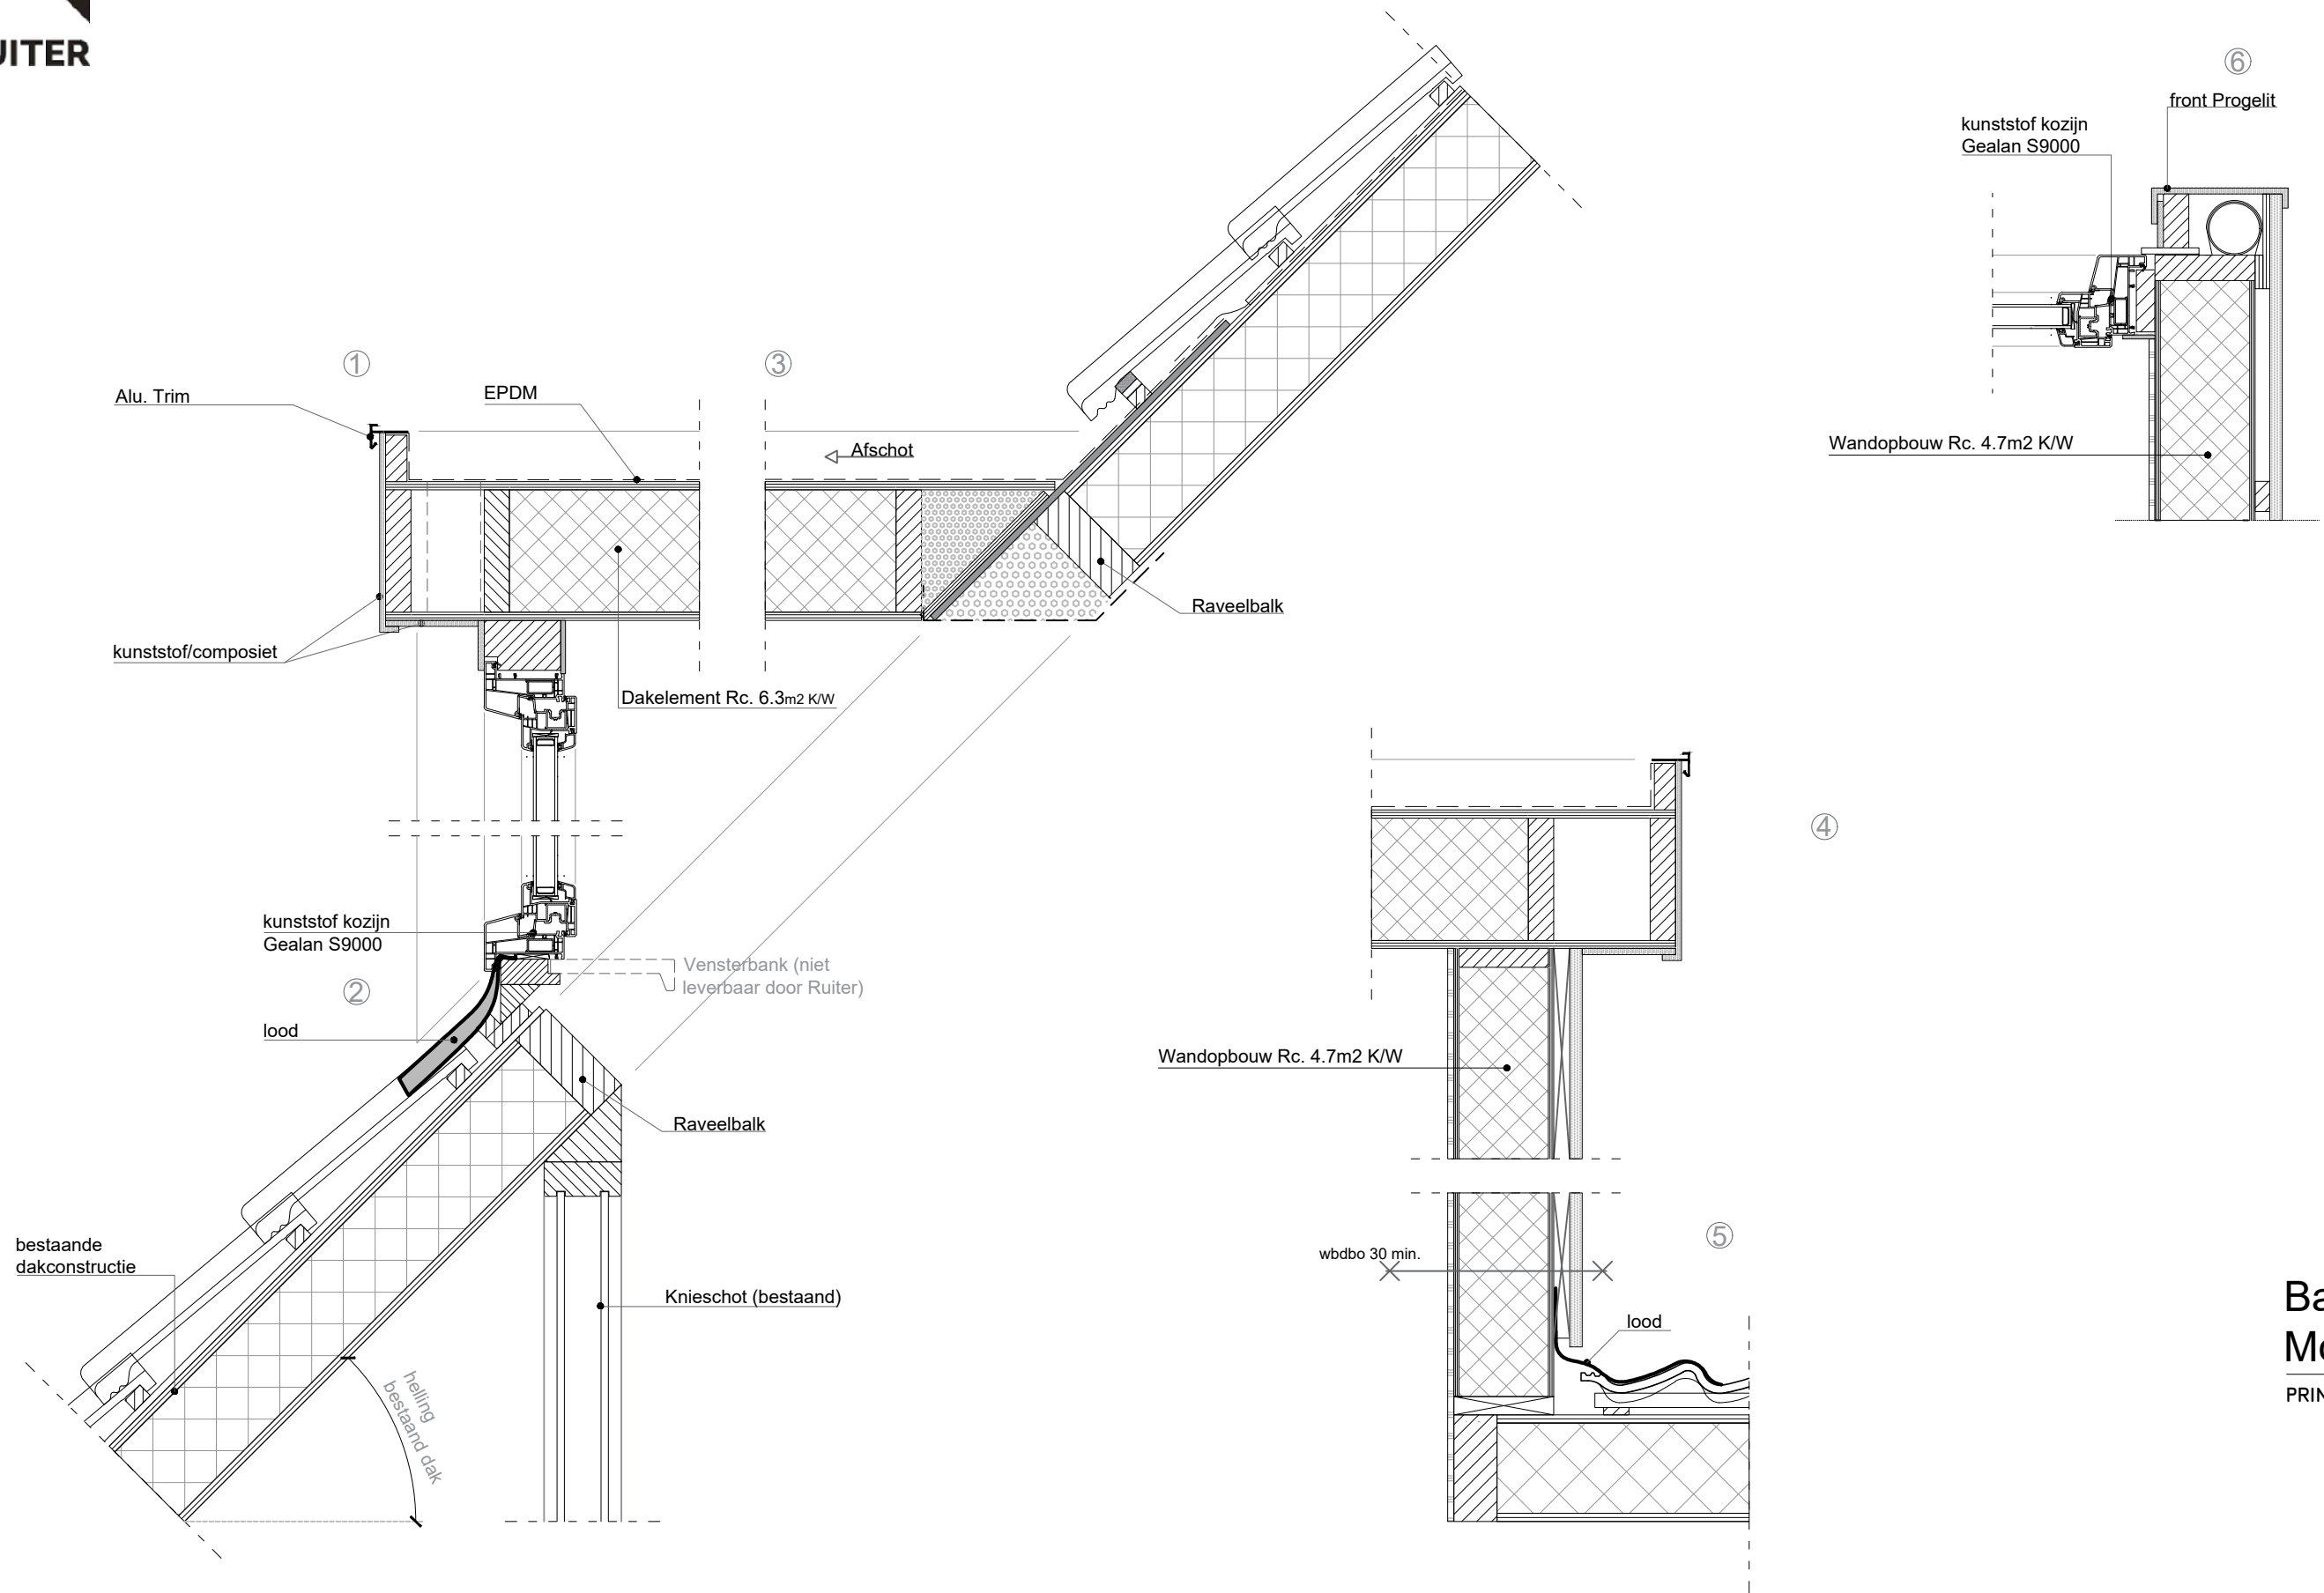 UITER
①
③
Alu. Trim
EPDM
Afschot
kunststof/composiet
Dakelement Rc. 6.3m2 K/W
Raveelbalk
kunststof kozijn
Gealan S9000
②
Vensterbank (niet
leverbaar door Ruiter)
lood
Raveelbalk
bestaande
dakconstructie
Knieschot (bestaand)
helling
bestaand dak
⑥
front Progelit
kunststof kozijn
Gealan S9000
Wandopbouw Rc. 4.7m2 K/W
④
Wandopbouw Rc. 4.7m2 K/W
⑤
wbdbo 30 min.
lood
Ba
Mo
PRIN